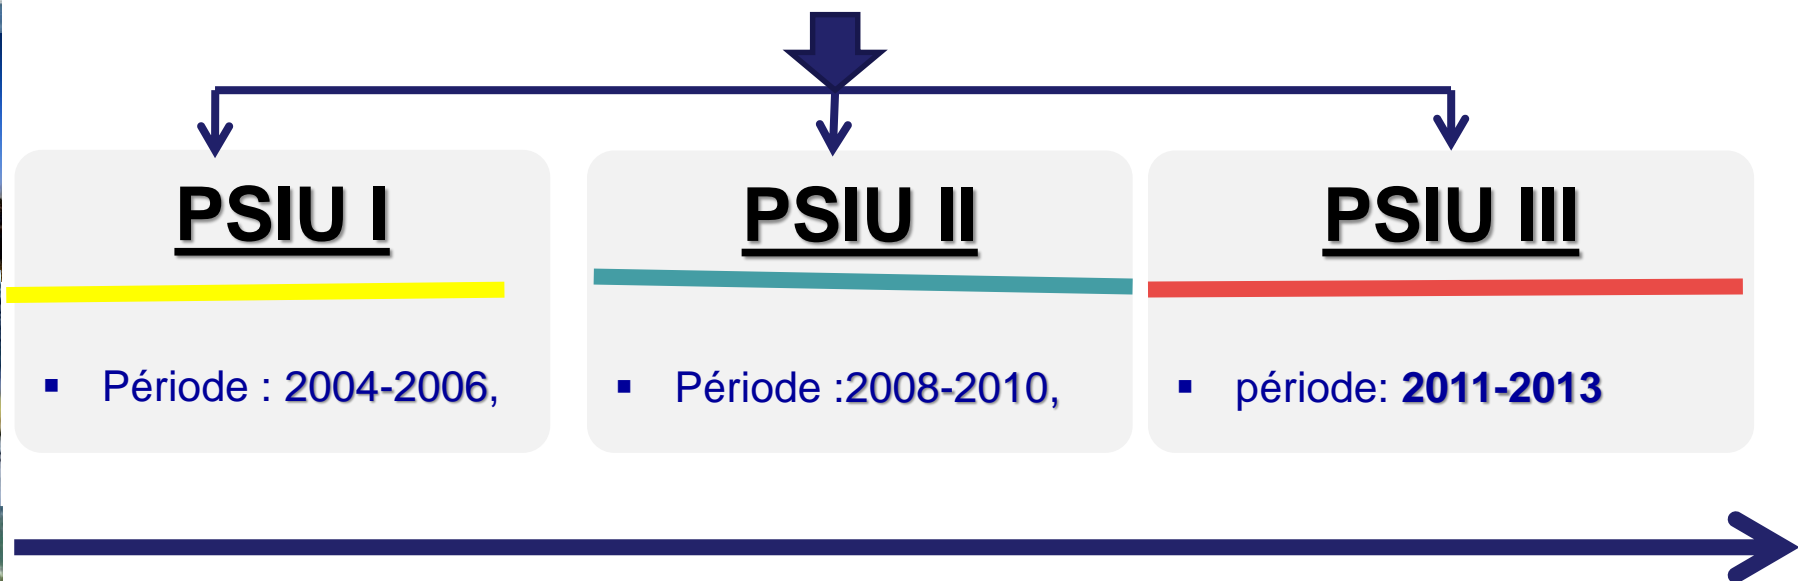 PSIU I
PSIU II
PSIU III
▪ Période : 2004-2006,
▪ Période :2008-2010,
▪ période: 2011-2013